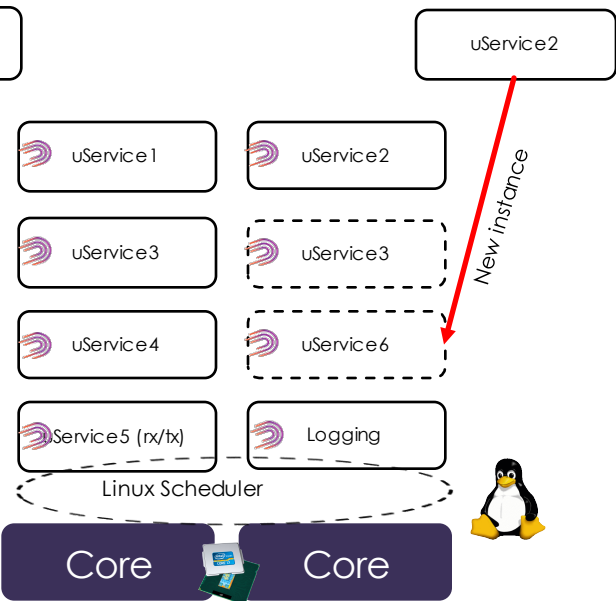 uService2
uService1
uService2
uService3
uService3
New instance
uService4
uService6
uService5 (rx/tx)
Logging
Linux Scheduler
Core
Core